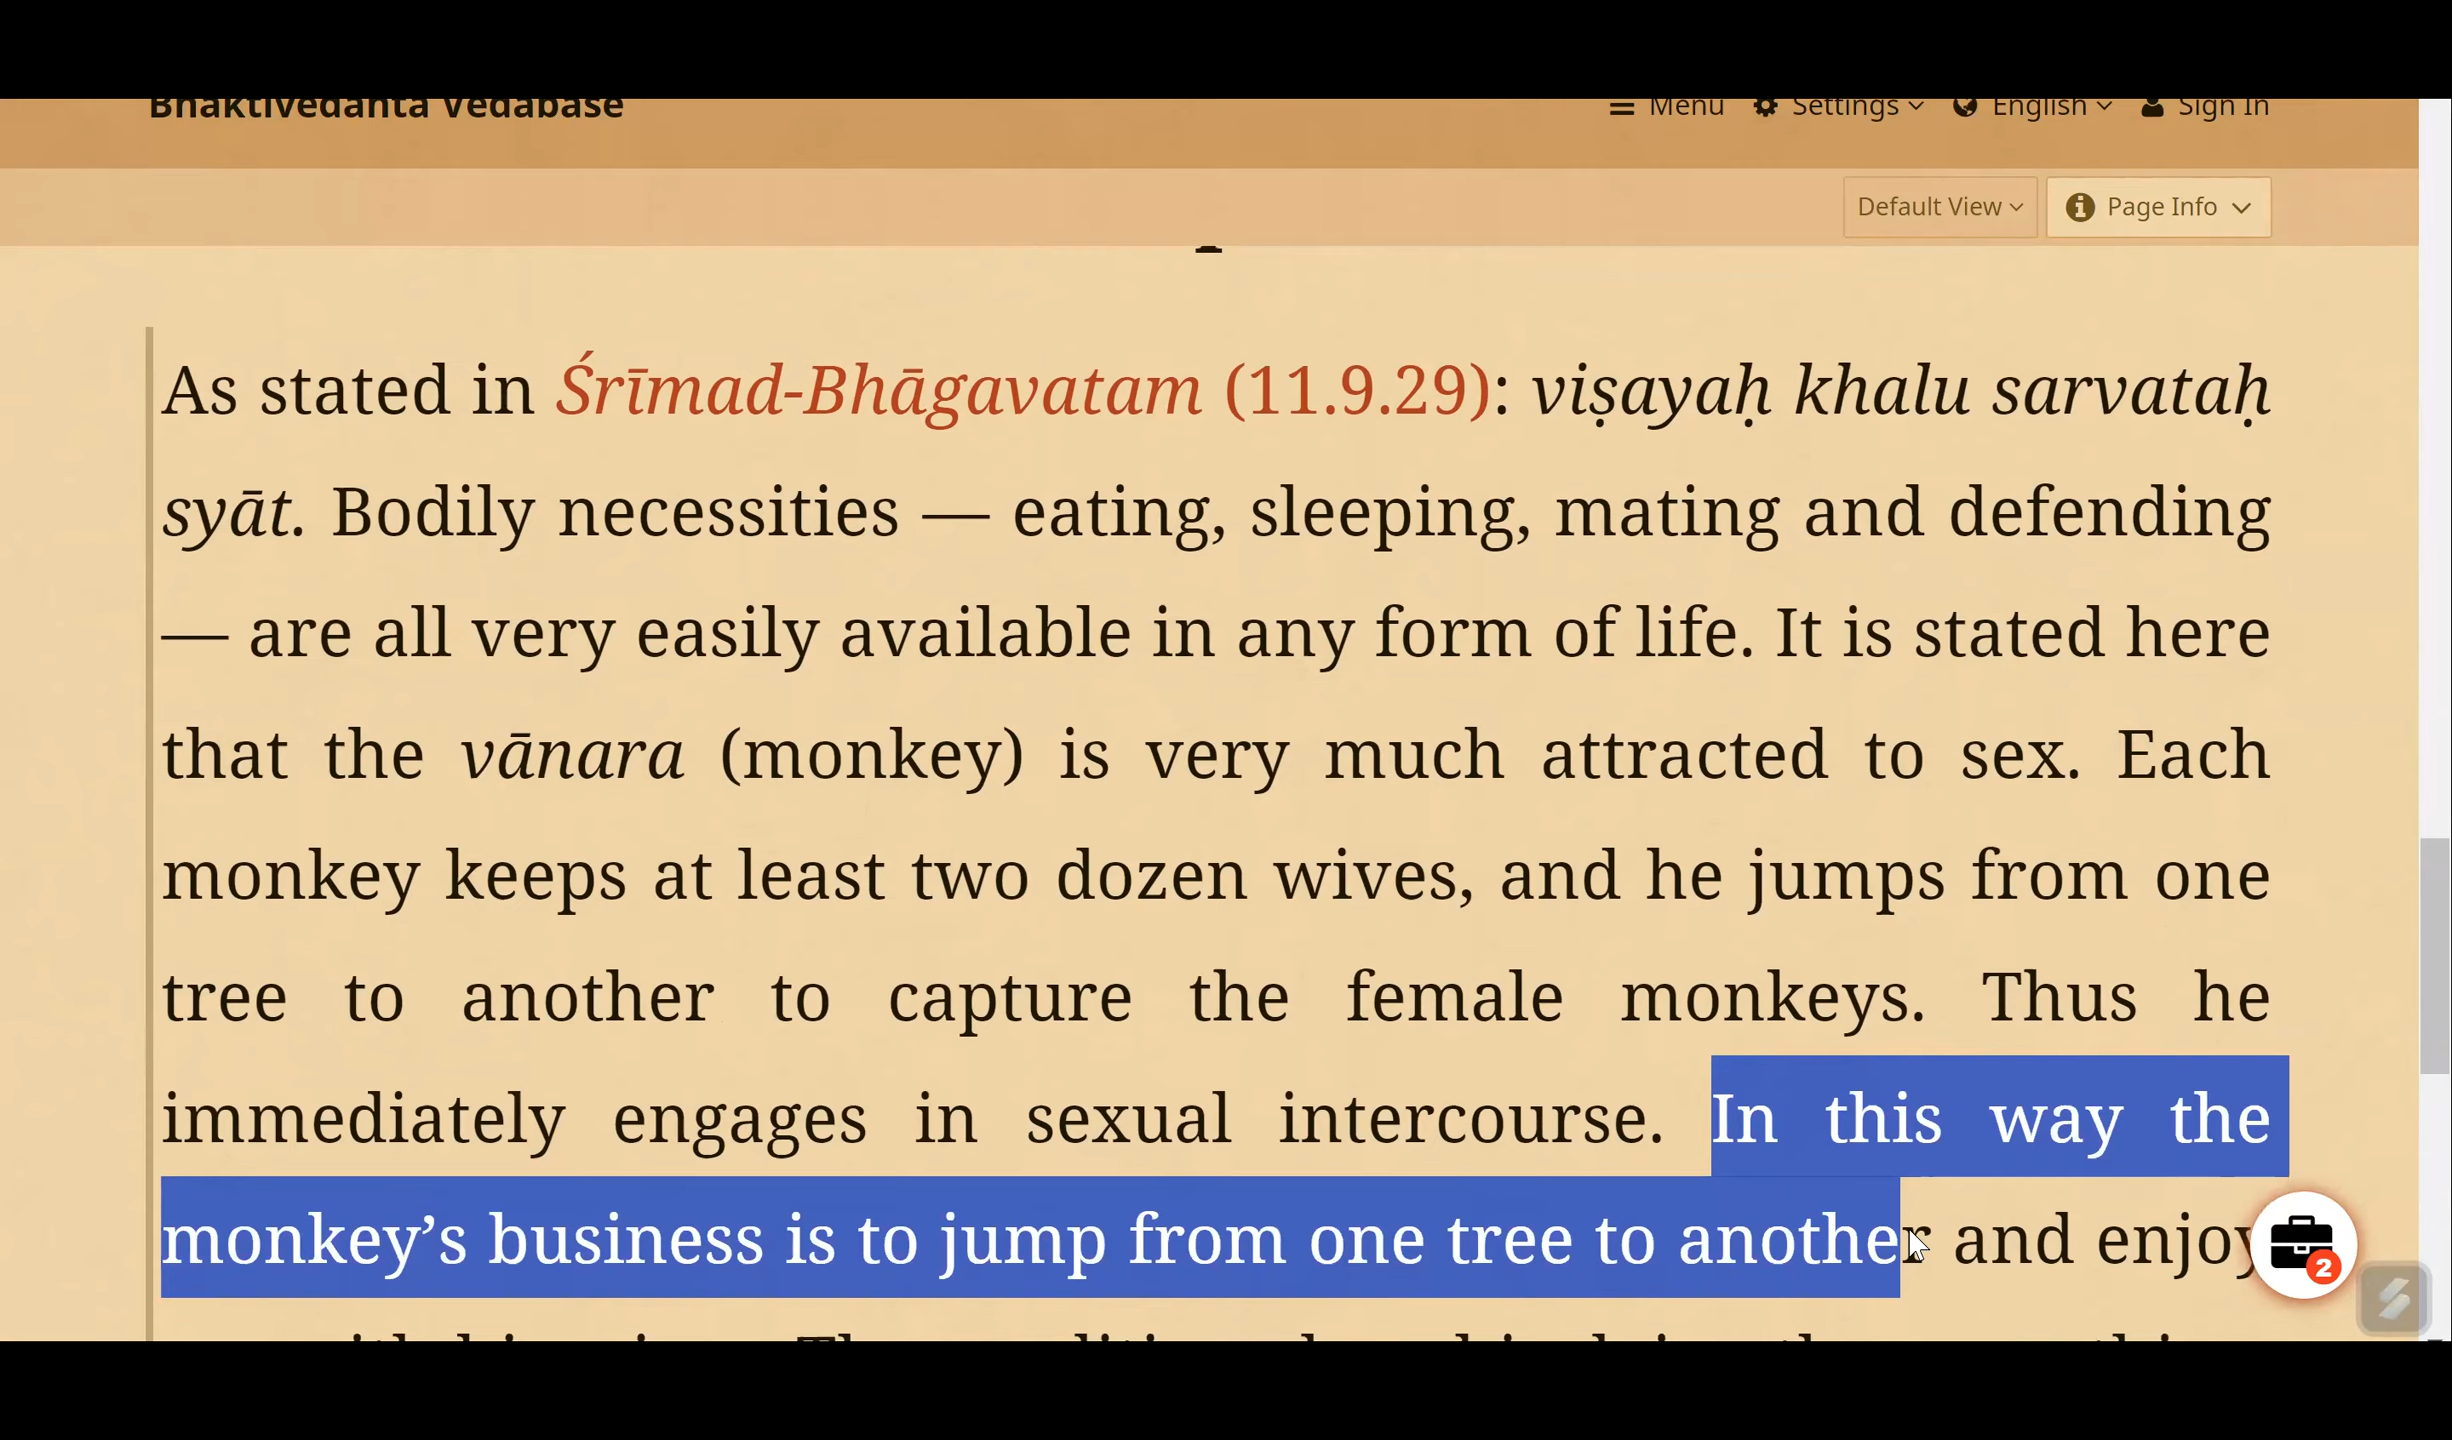 Bhaktivedanta Vedabase
Menu Settings English Sign In
Default View Page Info
As stated in Śrīmad-Bhāgavatam (11.9.29): viṣayaḥ khalu sarvataḥ
syāt. Bodily necessities — eating, sleeping, mating and defending
— are all very easily available in any form of life. It is stated here
that the vānara (monkey) is very much attracted to sex. Each
monkey keeps at least two dozen wives, and he jumps from one
tree to another to capture the female monkeys. Thus he
immediately engages in sexual intercourse. In this way the
monkey’s business is to jump from one tree to another and enjoy
2